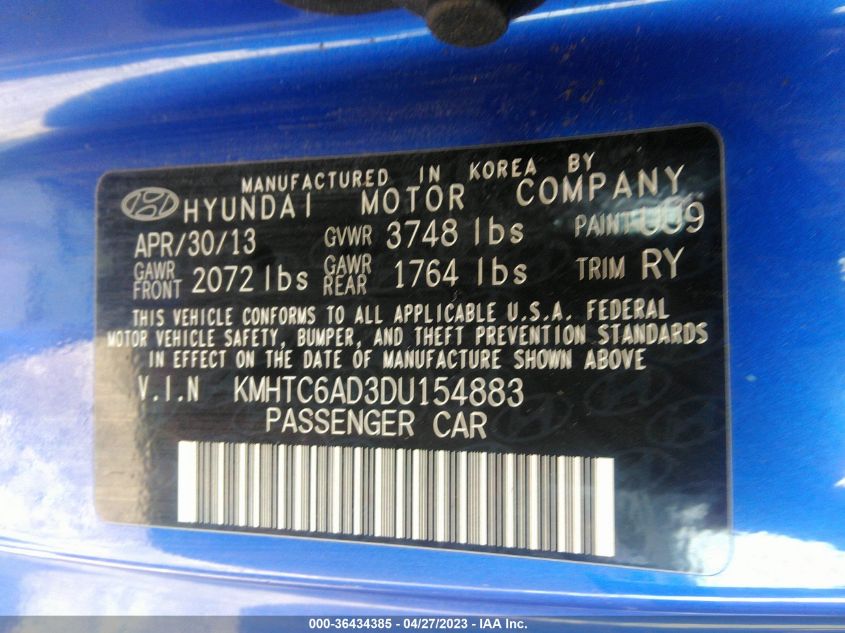 MANUFACTURED IN KOREA BY
HYUNDAI MOTOR COMPANY
APR/30/13 GVWR 3748 lbs PAINT
GAWR FRONT 2072 lbs GAWR REAR 1764 lbs TRIM RY
THIS VEHICLE CONFORMS TO ALL APPLICABLE U.S.A. FEDERAL
MOTOR VEHICLE SAFETY, BUMPER, AND THEFT PREVENTION STANDARDS
IN EFFECT ON THE DATE OF MANUFACTURE SHOWN ABOVE
V.I.N KMHTC6AD3DU154883
PASSENGER CAR
000-36434385 - 04/27/2023 - IAA Inc.